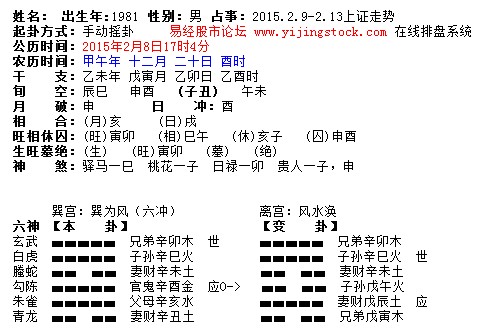 姓名： 出生年:1981 性别：男 占事：2015.2.9-2.13上证走势
起卦方式：手动摇卦 易经股市论坛 www.yijingstock.com 在线排盘系统
公历时间：2015年2月8日17时4分
农历时间：甲午年 十二月 二十日 酉时
干 支：乙未年 戊寅月 乙卯日 乙酉时
旬 空：辰巳 申酉 (子丑) 午未
月 破：申 日 冲：酉
相 合：(月)亥 (日)戌
旺相休囚：(旺)寅卯 (相)巳午 (休)亥子 (囚)申酉
生旺墓绝：(生) (旺)寅卯 (墓) (绝)
神 煞：驿马—巳 桃花—子 日禄—卯 贵人—子，申
巽宫：巽为风（六冲） 离宫：风水涣
六神 【本 卦】 【变 卦】
玄武 兄弟辛卯木 世 兄弟辛卯木
白虎 子孙辛巳火 子孙辛巳火 世
螣蛇 妻财辛未土 妻财辛未土
勾陈 官鬼辛酉金 应O-> 子孙戊午火
朱雀 父母辛亥水 妻财戊辰土 应
青龙 妻财辛丑土 兄弟戊寅木